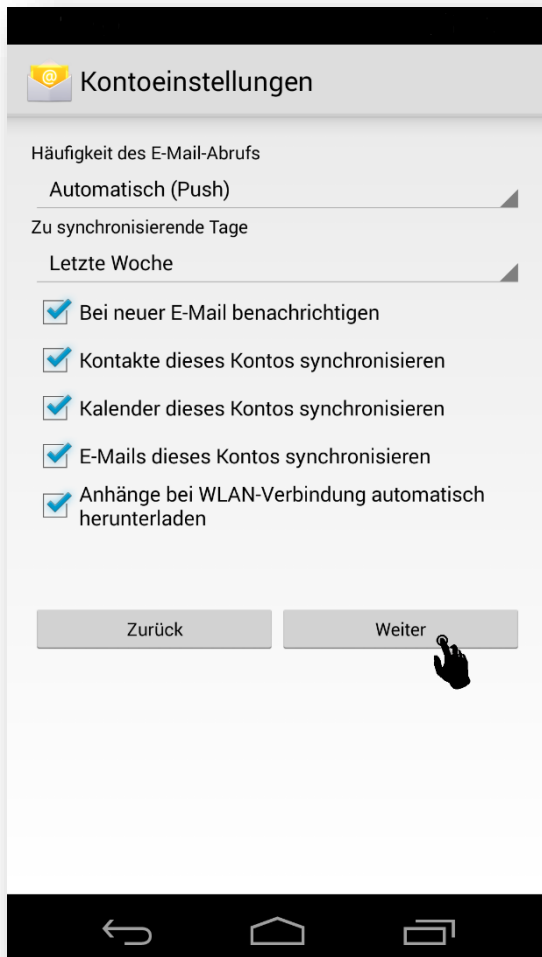 Kontoeinstellungen
Häufigkeit des E-Mail-Abrufs
Automatisch (Push)
Zu synchronisierende Tage
Letzte Woche
Bei neuer E-Mail benachrichtigen
Kontakte dieses Kontos synchronisieren
Kalender dieses Kontos synchronisieren
E-Mails dieses Kontos synchronisieren
Anhänge bei WLAN-Verbindung automatisch
herunterladen
Zurück
Weiter